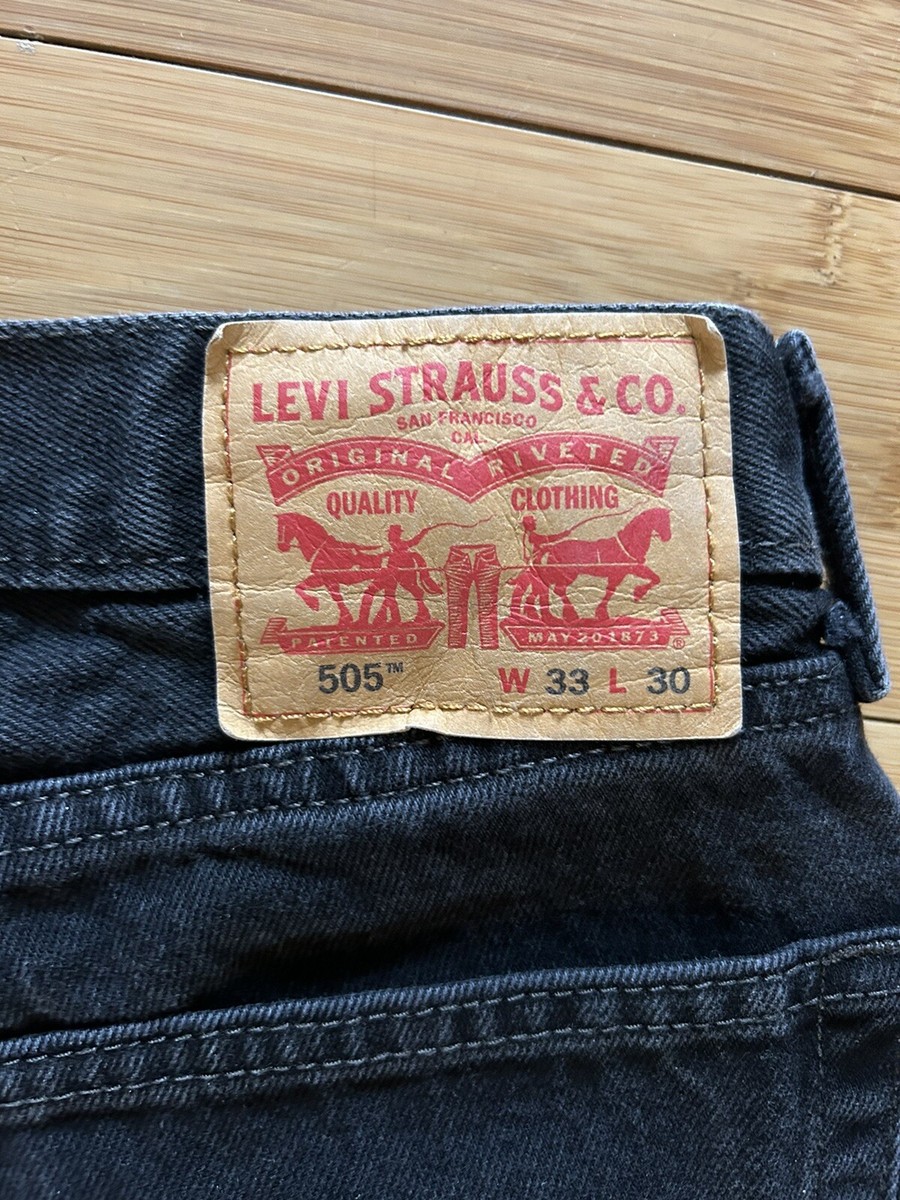 LEVI STRAUSS & CO.
SAN FRANCISCO
CAL.
ORIGINAL RIVETED
QUALITY CLOTHING
PATENTED MAY 20 1873 ®
505™ W 33 L 30